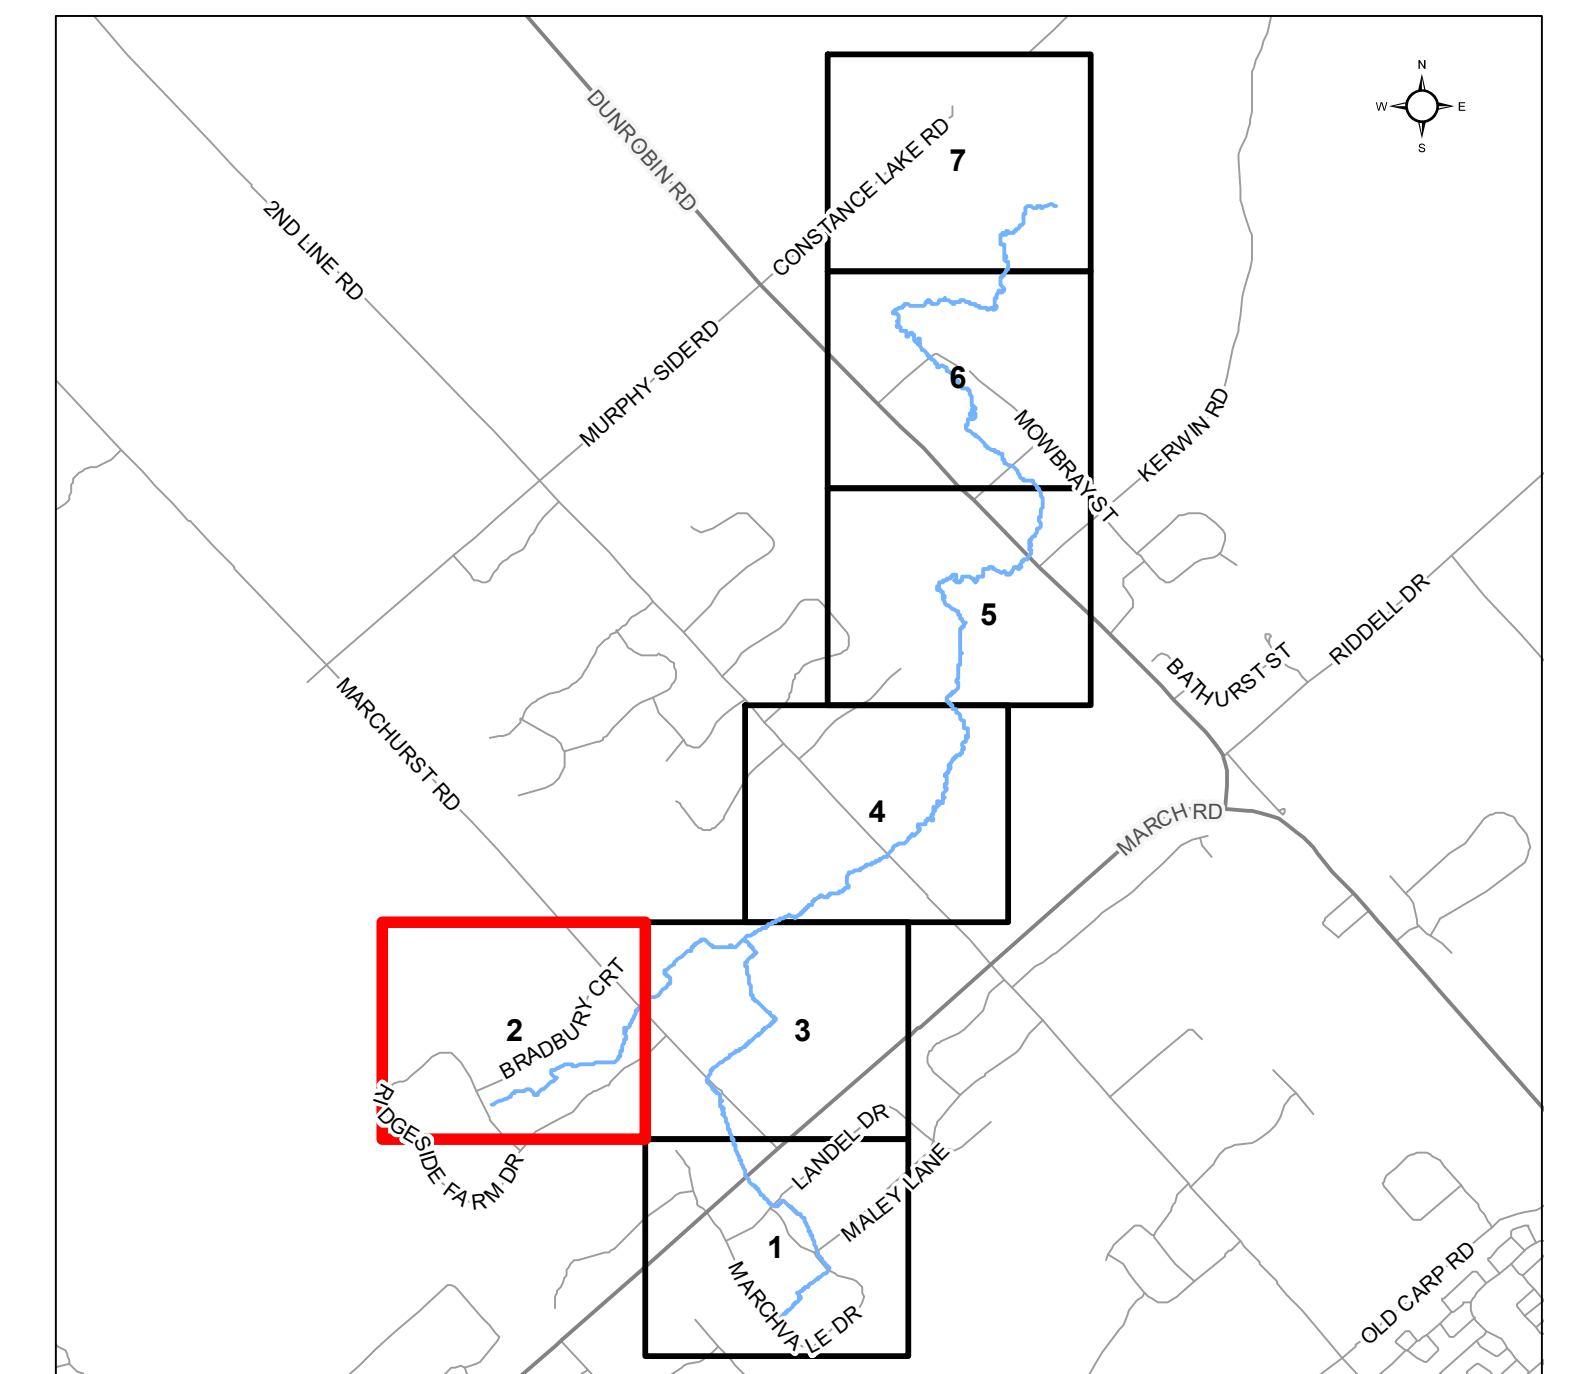 N
W E
S
DUNROBIN RD
CONSTANCE LAKE RD
7
2ND LINE RD
MURPHY SIDERD
6
MOWBRAY ST
KERWIN RD
5
RIDDELL DR
BATHURST ST
MARCHURST RD
4
MARCH RD
BRADBURY CRT
2
3
RIDGESIDE FARM DR
LANDEL DR
MALEY LANE
1
MARCHVALE DR
OLD CARP RD